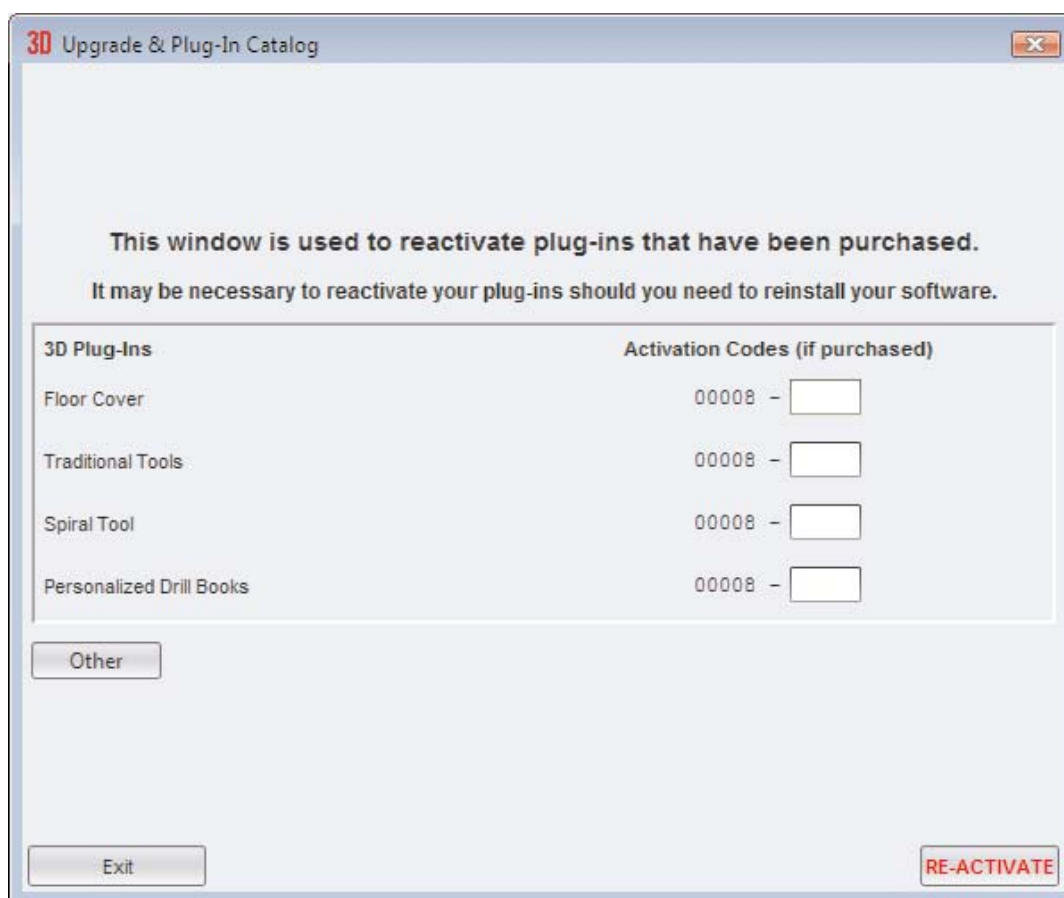 3D Upgrade & Plug-In Catalog
This window is used to reactivate plug-ins that have been purchased.
It may be necessary to reactivate your plug-ins should you need to reinstall your software.
3D Plug-Ins Activation Codes (if purchased)
Floor Cover 00008 -
Traditional Tools 00008 -
Spiral Tool 00008 -
Personalized Drill Books 00008 -
Other
Exit RE-ACTIVATE